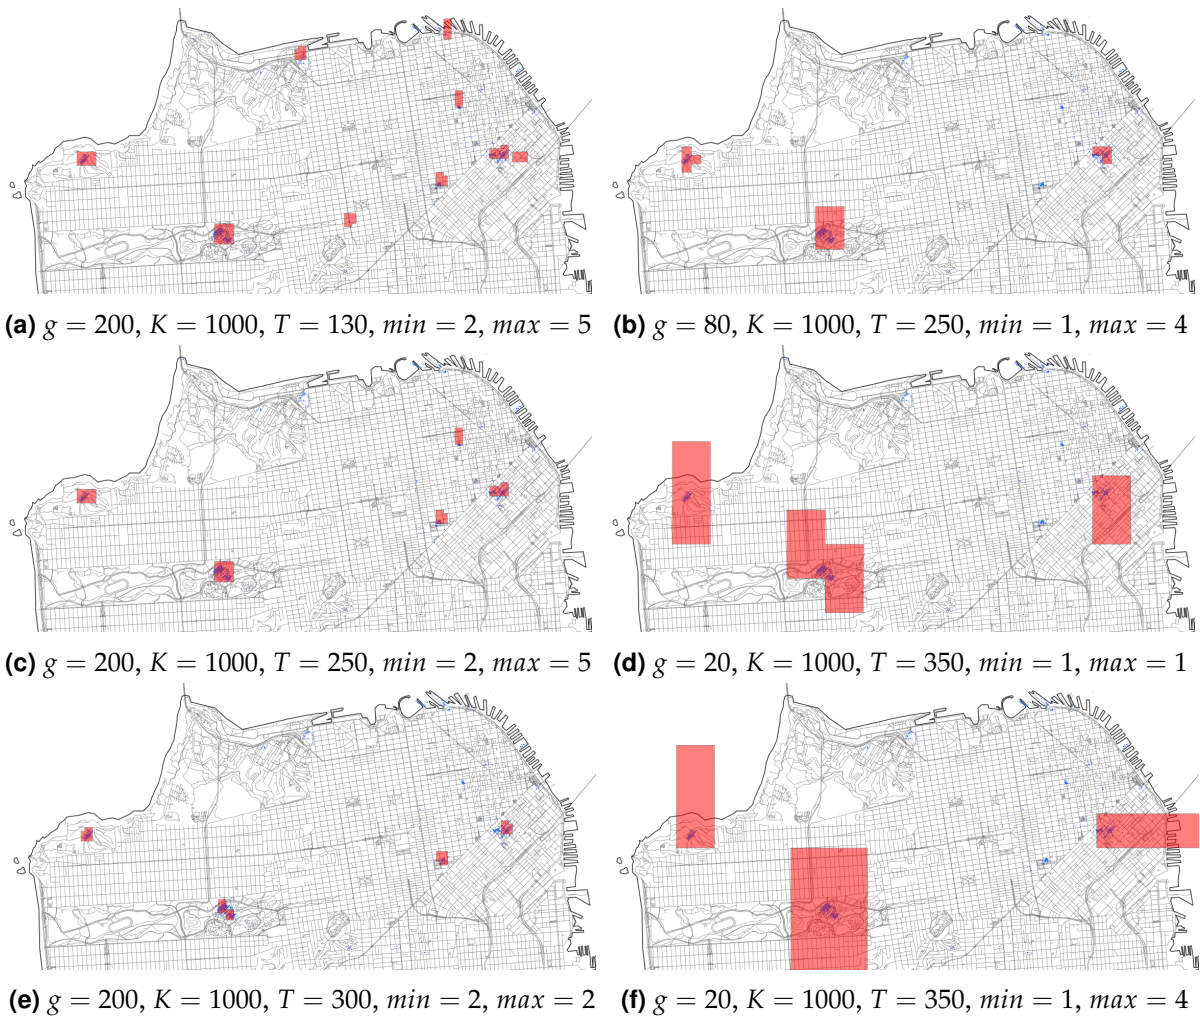 (a) g = 200, K = 1000, T = 130, min = 2, max = 5
(b) g = 80, K = 1000, T = 250, min = 1, max = 4
(c) g = 200, K = 1000, T = 250, min = 2, max = 5
(d) g = 20, K = 1000, T = 350, min = 1, max = 1
(e) g = 200, K = 1000, T = 300, min = 2, max = 2
(f) g = 20, K = 1000, T = 350, min = 1, max = 4